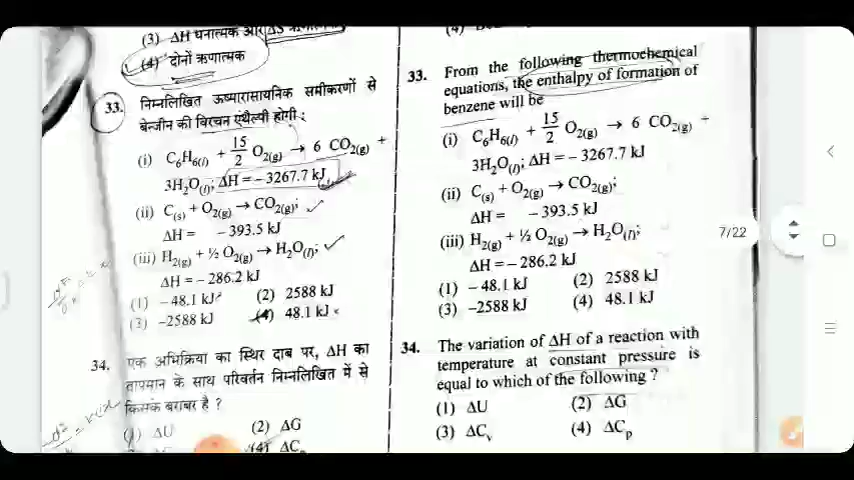 (3) ΔH धनात्मक और ΔS ऋणात्मक
(4) दोनों ऋणात्मक
33. निम्नलिखित ऊष्मारासायनिक समीकरणों से
बेन्जीन की विरचन एंथैल्पी होगी :
(i) C₆H₆(l) + 15/2 O₂(g) → 6 CO₂(g) +
3H₂O(l); ΔH = – 3267.7 kJ
(ii) C(s) + O₂(g) → CO₂(g);
ΔH = – 393.5 kJ
(iii) H₂(g) + ½ O₂(g) → H₂O(l);
ΔH = – 286.2 kJ
(1) – 48.1 kJ (2) 2588 kJ
(3) –2588 kJ (4) 48.1 kJ
34. एक अभिक्रिया का स्थिर दाब पर, ΔH का
तापमान के साथ परिवर्तन निम्नलिखित में से
किसके बराबर है ?
(1) ΔU (2) ΔG
(4) ΔC
(4)
33. From the following thermochemical
equations, the enthalpy of formation of
benzene will be
(i) C₆H₆(l) + 15/2 O₂(g) → 6 CO₂(g) +
3H₂O(l); ΔH = – 3267.7 kJ
(ii) C(s) + O₂(g) → CO₂(g);
ΔH = – 393.5 kJ
(iii) H₂(g) + ½ O₂(g) → H₂O(l);
ΔH = – 286.2 kJ
(1) – 48.1 kJ (2) 2588 kJ
(3) –2588 kJ (4) 48.1 kJ
34. The variation of ΔH of a reaction with
temperature at constant pressure is
equal to which of the following ?
(1) ΔU (2) ΔG
(3) ΔCᵥ (4) ΔCₚ
7/22